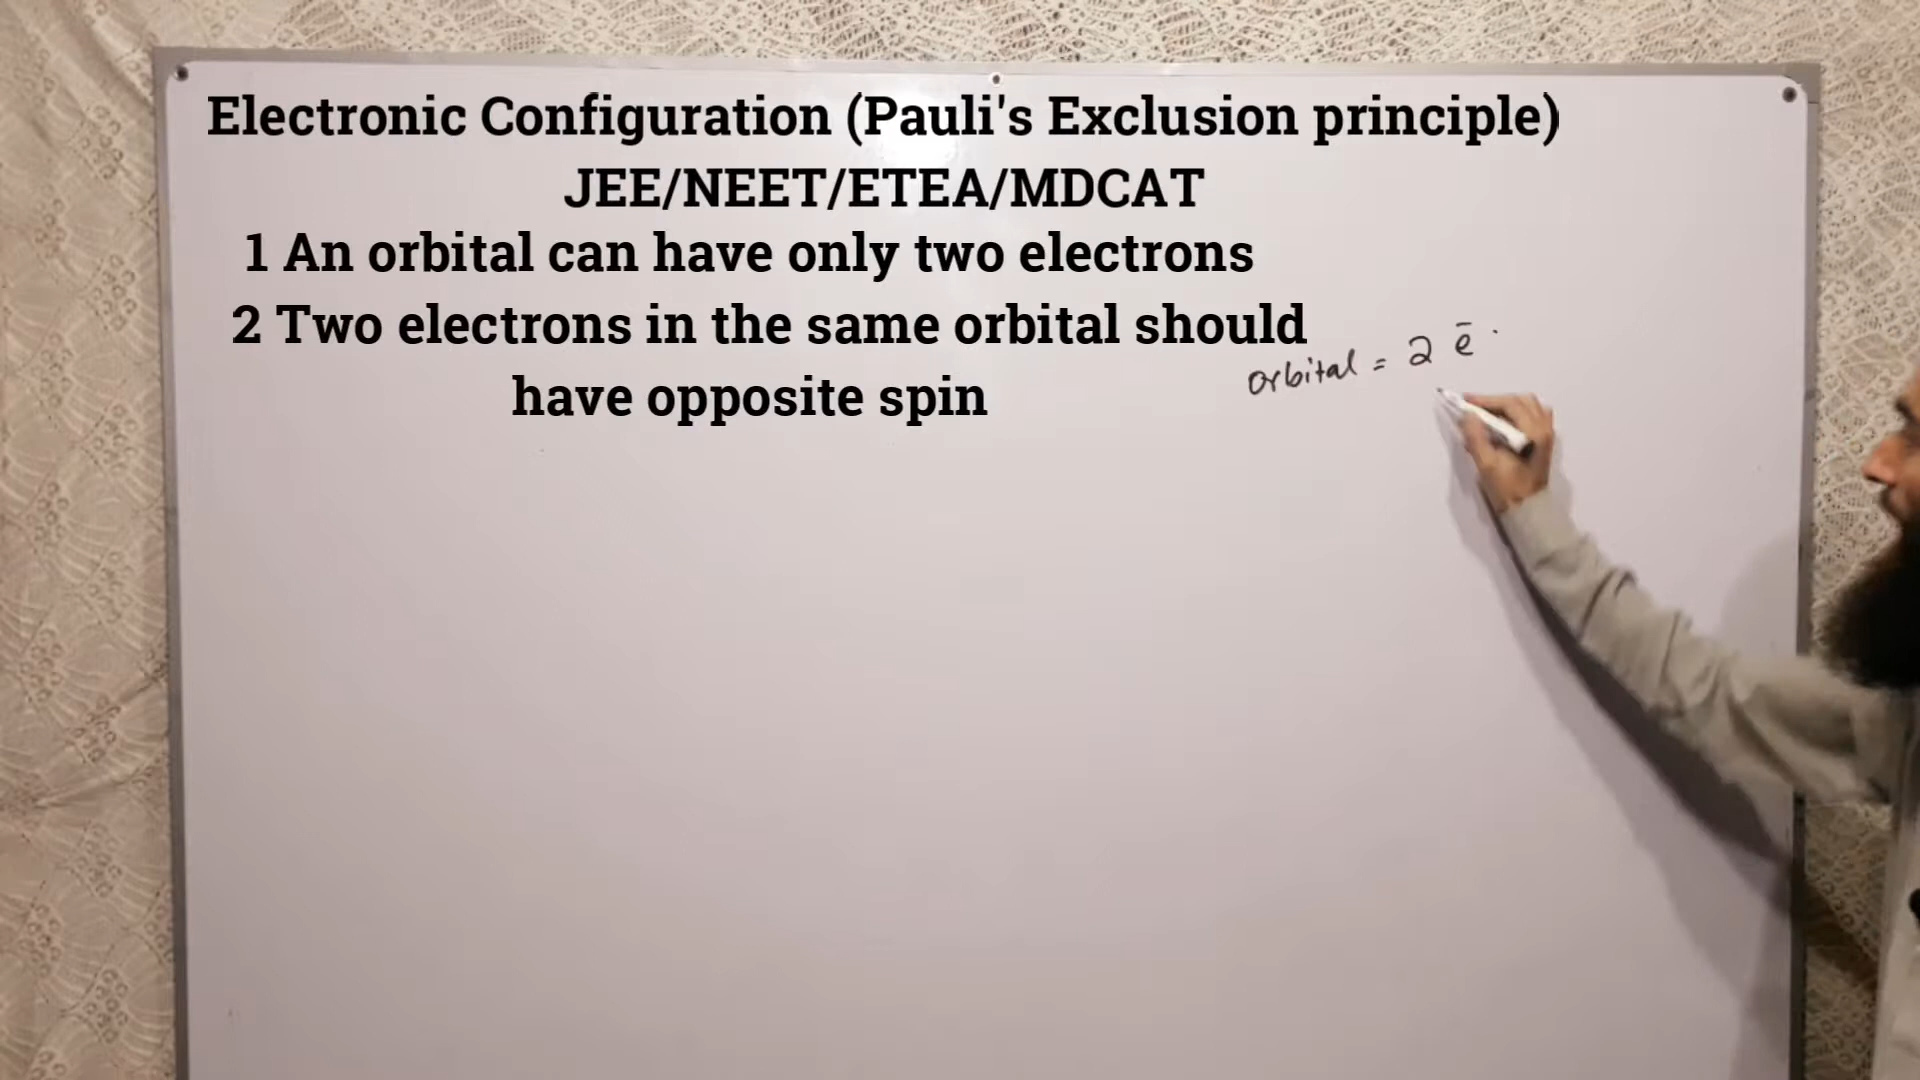 Electronic Configuration (Pauli's Exclusion principle)
JEE/NEET/ETEA/MDCAT
1 An orbital can have only two electrons
2 Two electrons in the same orbital should
have opposite spin
orbital = 2 ē